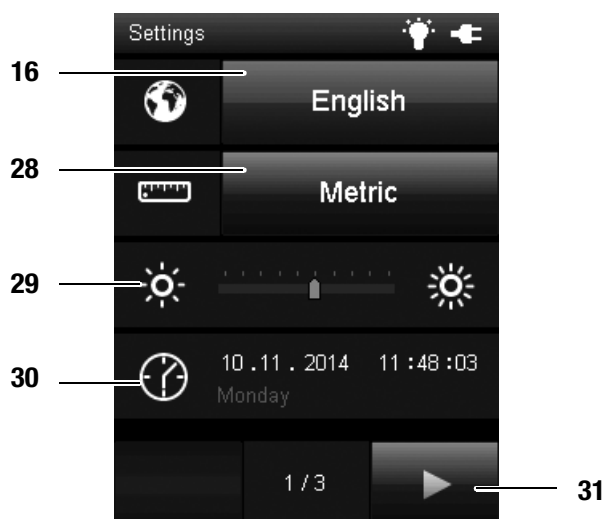 Settings
16
English
28
Metric
29
30
10 .11 . 2014 11 :48 :03
Monday
1 / 3
31